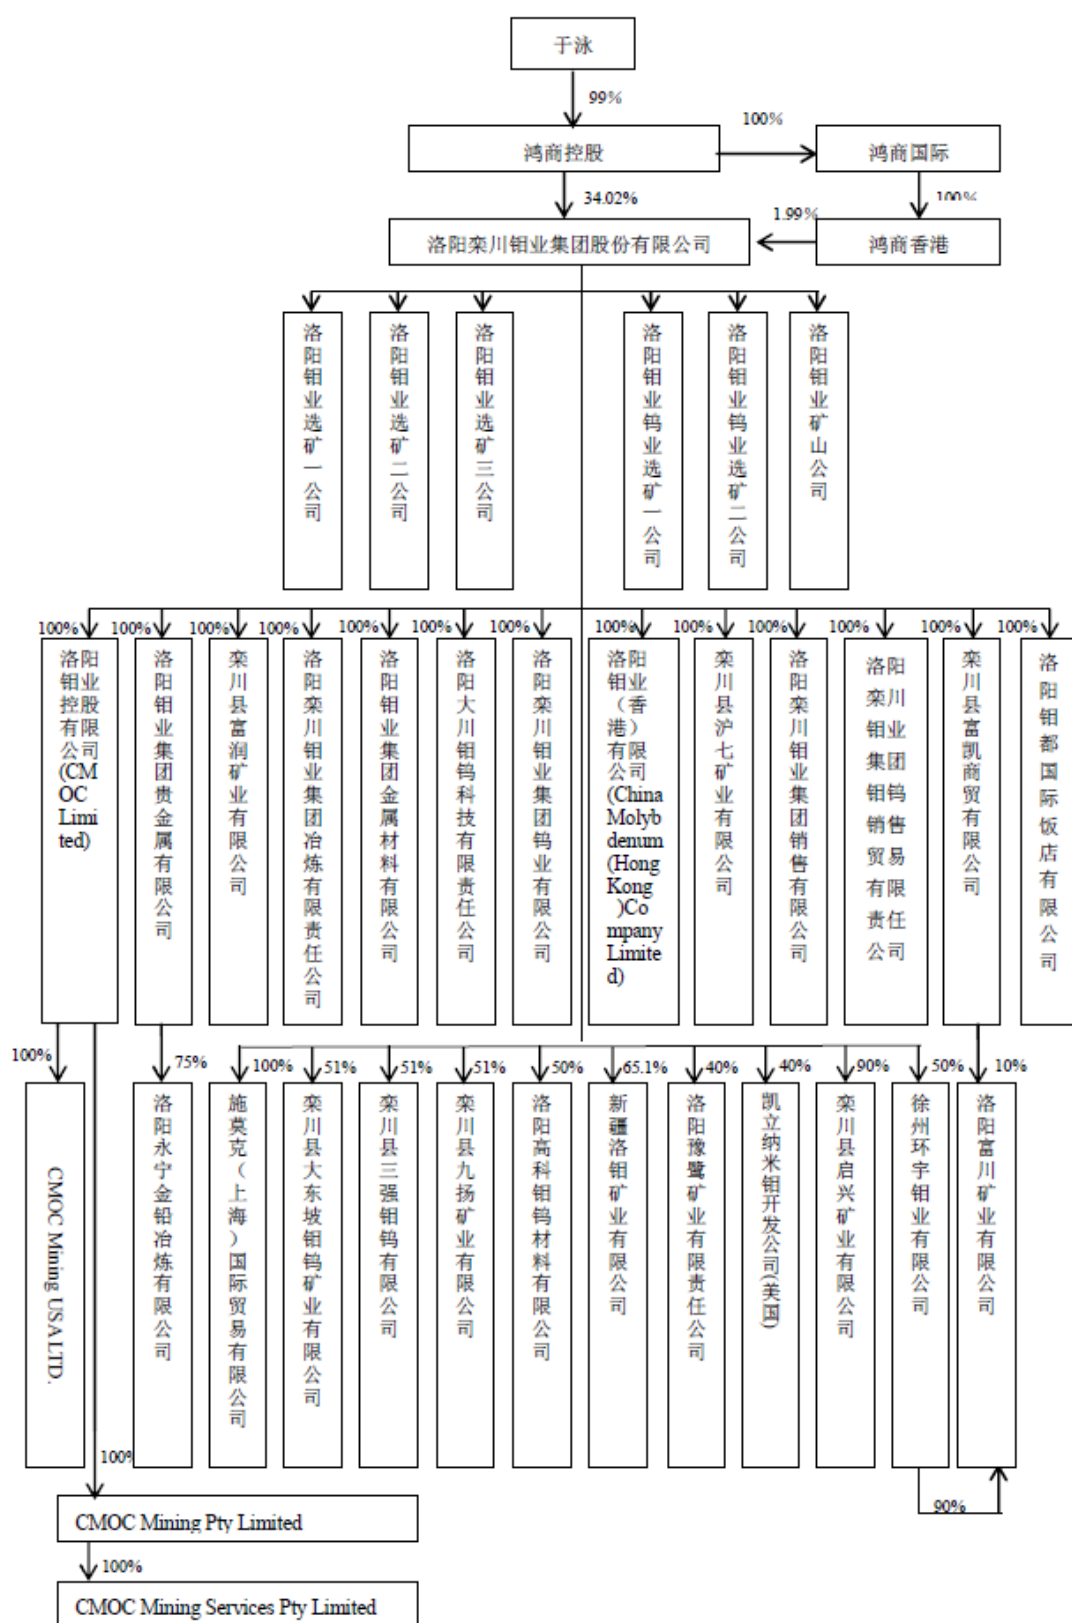 于泳
99%
鸿商控股
100%
鸿商国际
34.02%
100%
1.99%
洛阳栾川钼业集团股份有限公司
鸿商香港
洛阳钼业选矿一公司
洛阳钼业选矿二公司
洛阳钼业选矿三公司
洛阳钼业钨业选矿一公司
洛阳钼业钨业选矿二公司
洛阳钼业矿山公司
100%
100%
100%
100%
100%
100%
100%
100%
100%
100%
100%
100%
100%
洛阳
钼业
控股
有限
公司
(CM
OC
Limi
ted)
洛阳钼业集团贵金属有限公司
栾川县富润矿业有限公司
洛阳栾川钼业集团冶炼有限责任公司
洛阳钼业集团金属材料有限公司
洛阳大川钼钨科技有限责任公司
洛阳栾川钼业集团钨业有限公司
洛阳
钼业
（香
港）
有限
公司
(China
Molyb
denum
(Hong
Kong
)Co
mpany
Limite
d)
栾川县沪七矿业有限公司
洛阳栾川钼业集团销售有限公司
洛阳
栾川
钼业
集团
钼钨
销售
贸易
有限
责任
公司
栾川县富凯商贸有限公司
洛阳钼都国际饭店有限公司
100%
75%
100%
51%
51%
51%
50%
65.1%
40%
40%
90%
50%
10%
CMOC Mining USA LTD.
洛阳永宁金铅冶炼有限公司
施莫克（上海）国际贸易有限公司
栾川县大东坡钼钨矿业有限公司
栾川县三强钼钨有限公司
栾川县九扬矿业有限公司
洛阳高科钼钨材料有限公司
新疆洛钼矿业有限公司
洛阳豫鹭矿业有限责任公司
凯立纳米钼开发公司(美国)
栾川县启兴矿业有限公司
徐州环宇钼业有限公司
洛阳富川矿业有限公司
100%
90%
CMOC Mining Pty Limited
100%
CMOC Mining Services Pty Limited